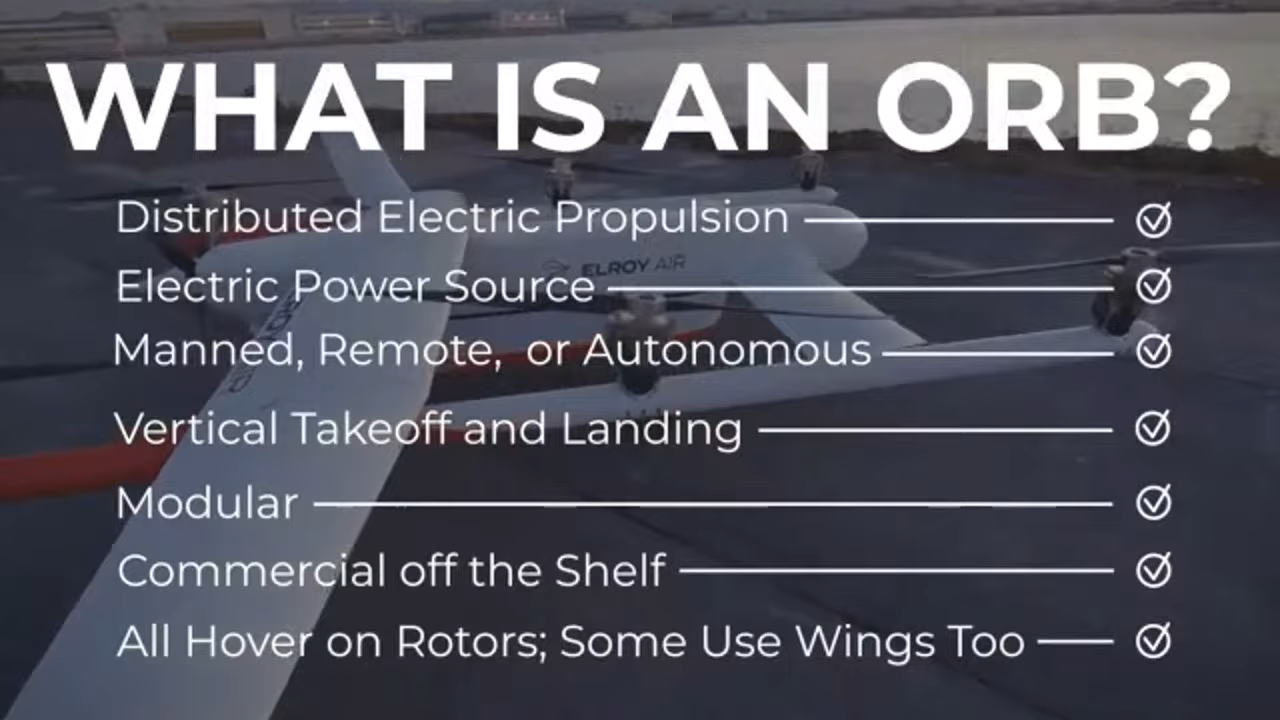 WHAT IS AN ORB?
Distributed Electric Propulsion
ELROY AIR
Electric Power Source
Manned, Remote, or Autonomous
Vertical Takeoff and Landing
Modular
Commercial off the Shelf
All Hover on Rotors; Some Use Wings Too